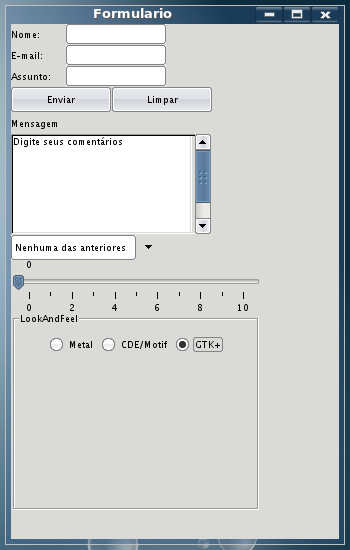 Formulario
Nome:
E-mail:
Assunto:
Enviar Limpar
Mensagem
Digite seus comentários
Nenhuma das anteriores
0
0 2 4 6 8 10
LookAndFeel
Metal CDE/Motif GTK+